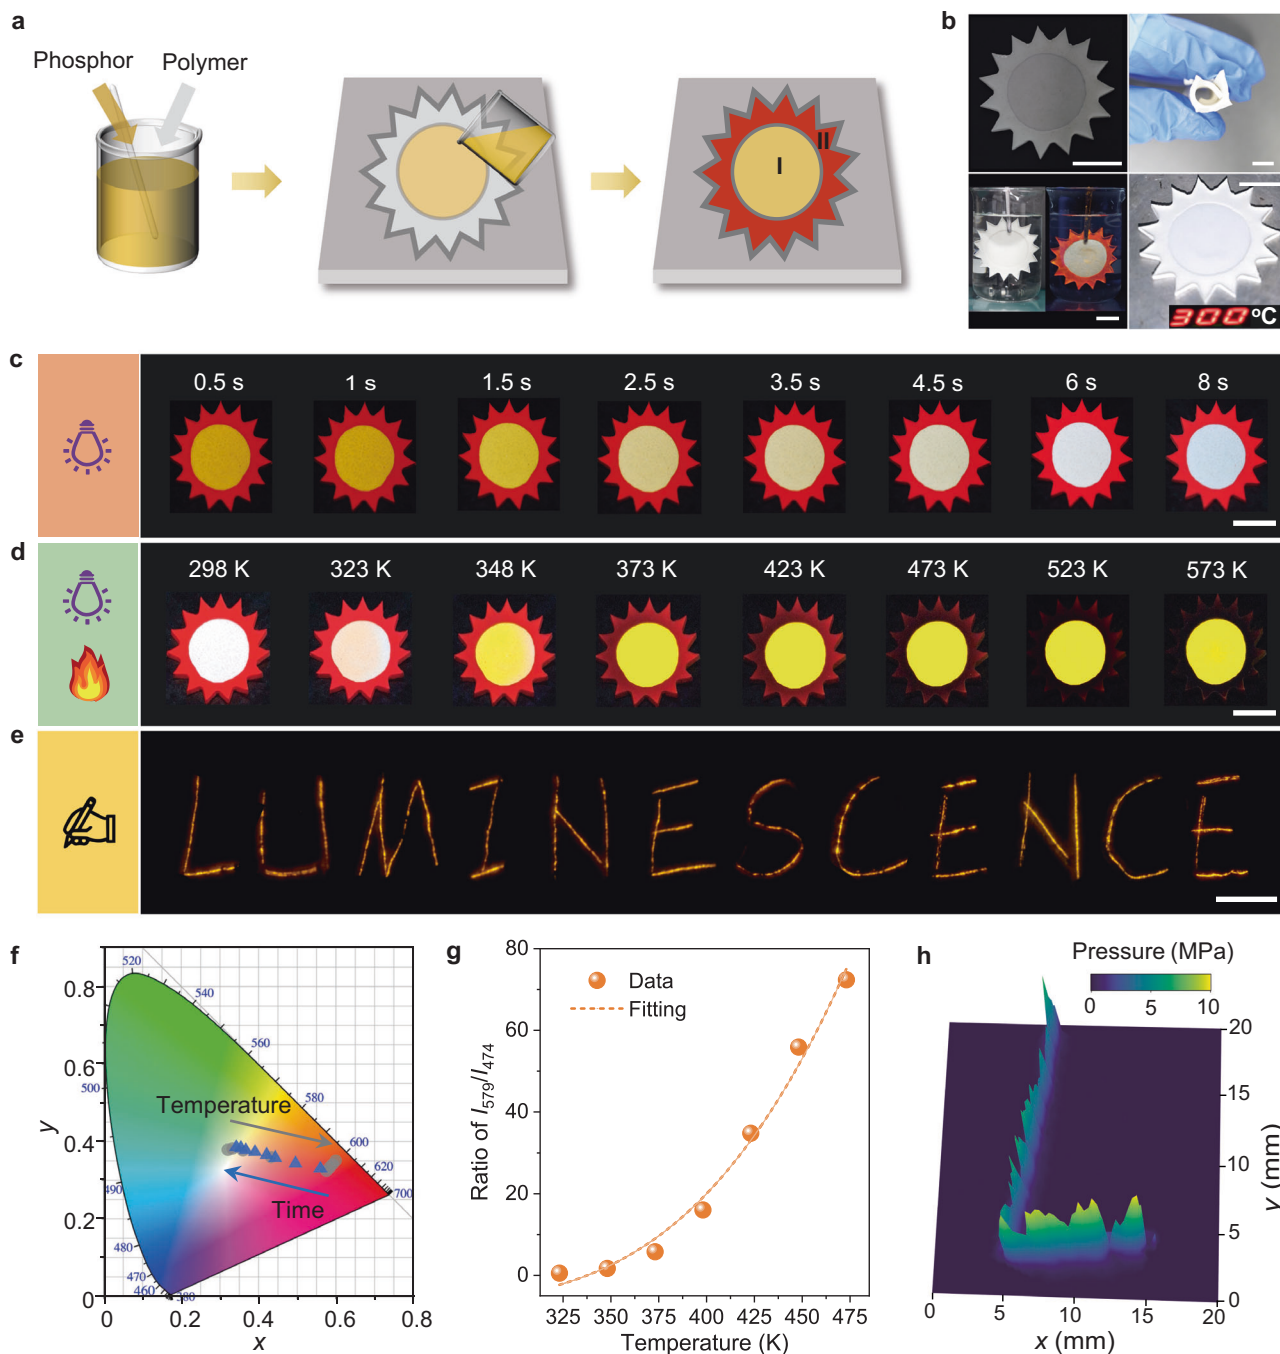 a
Phosphor Polymer
I
II
b
300 °C
c
0.5 s 1 s 1.5 s 2.5 s 3.5 s 4.5 s 6 s 8 s
d
298 K 323 K 348 K 373 K 423 K 473 K 523 K 573 K
e
LUMINESCENCE
f
0.8
0.6
0.4
0.2
0
y
0 0.2 0.4 0.6 0.8
x
520
540
560
580
600
620
700
500
490
480
470
460
Temperature
Time
g
80
60
40
20
0
Ratio of I579/I474
Data
Fitting
325 350 375 400 425 450 475
Temperature (K)
h
Pressure (MPa)
0 5 10
20
15
10
5
0
y (mm)
0 5 10 15 20
x (mm)